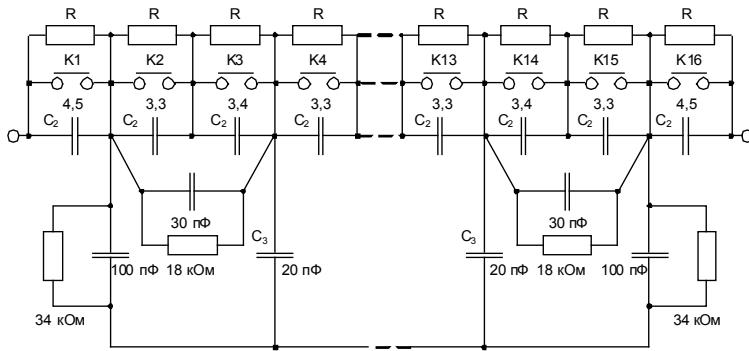 R R R R R R R R
K1 K2 K3 K4 K13 K14 K15 K16
4,5 3,3 3,4 3,3 3,3 3,4 3,3 4,5
C2 C2 C2 C2 C2 C2 C2 C2
30 пФ 30 пФ
C3 C3
100 пФ 18 кОм 20 пФ 20 пФ 18 кОм 100 пФ
34 кОм 34 кОм